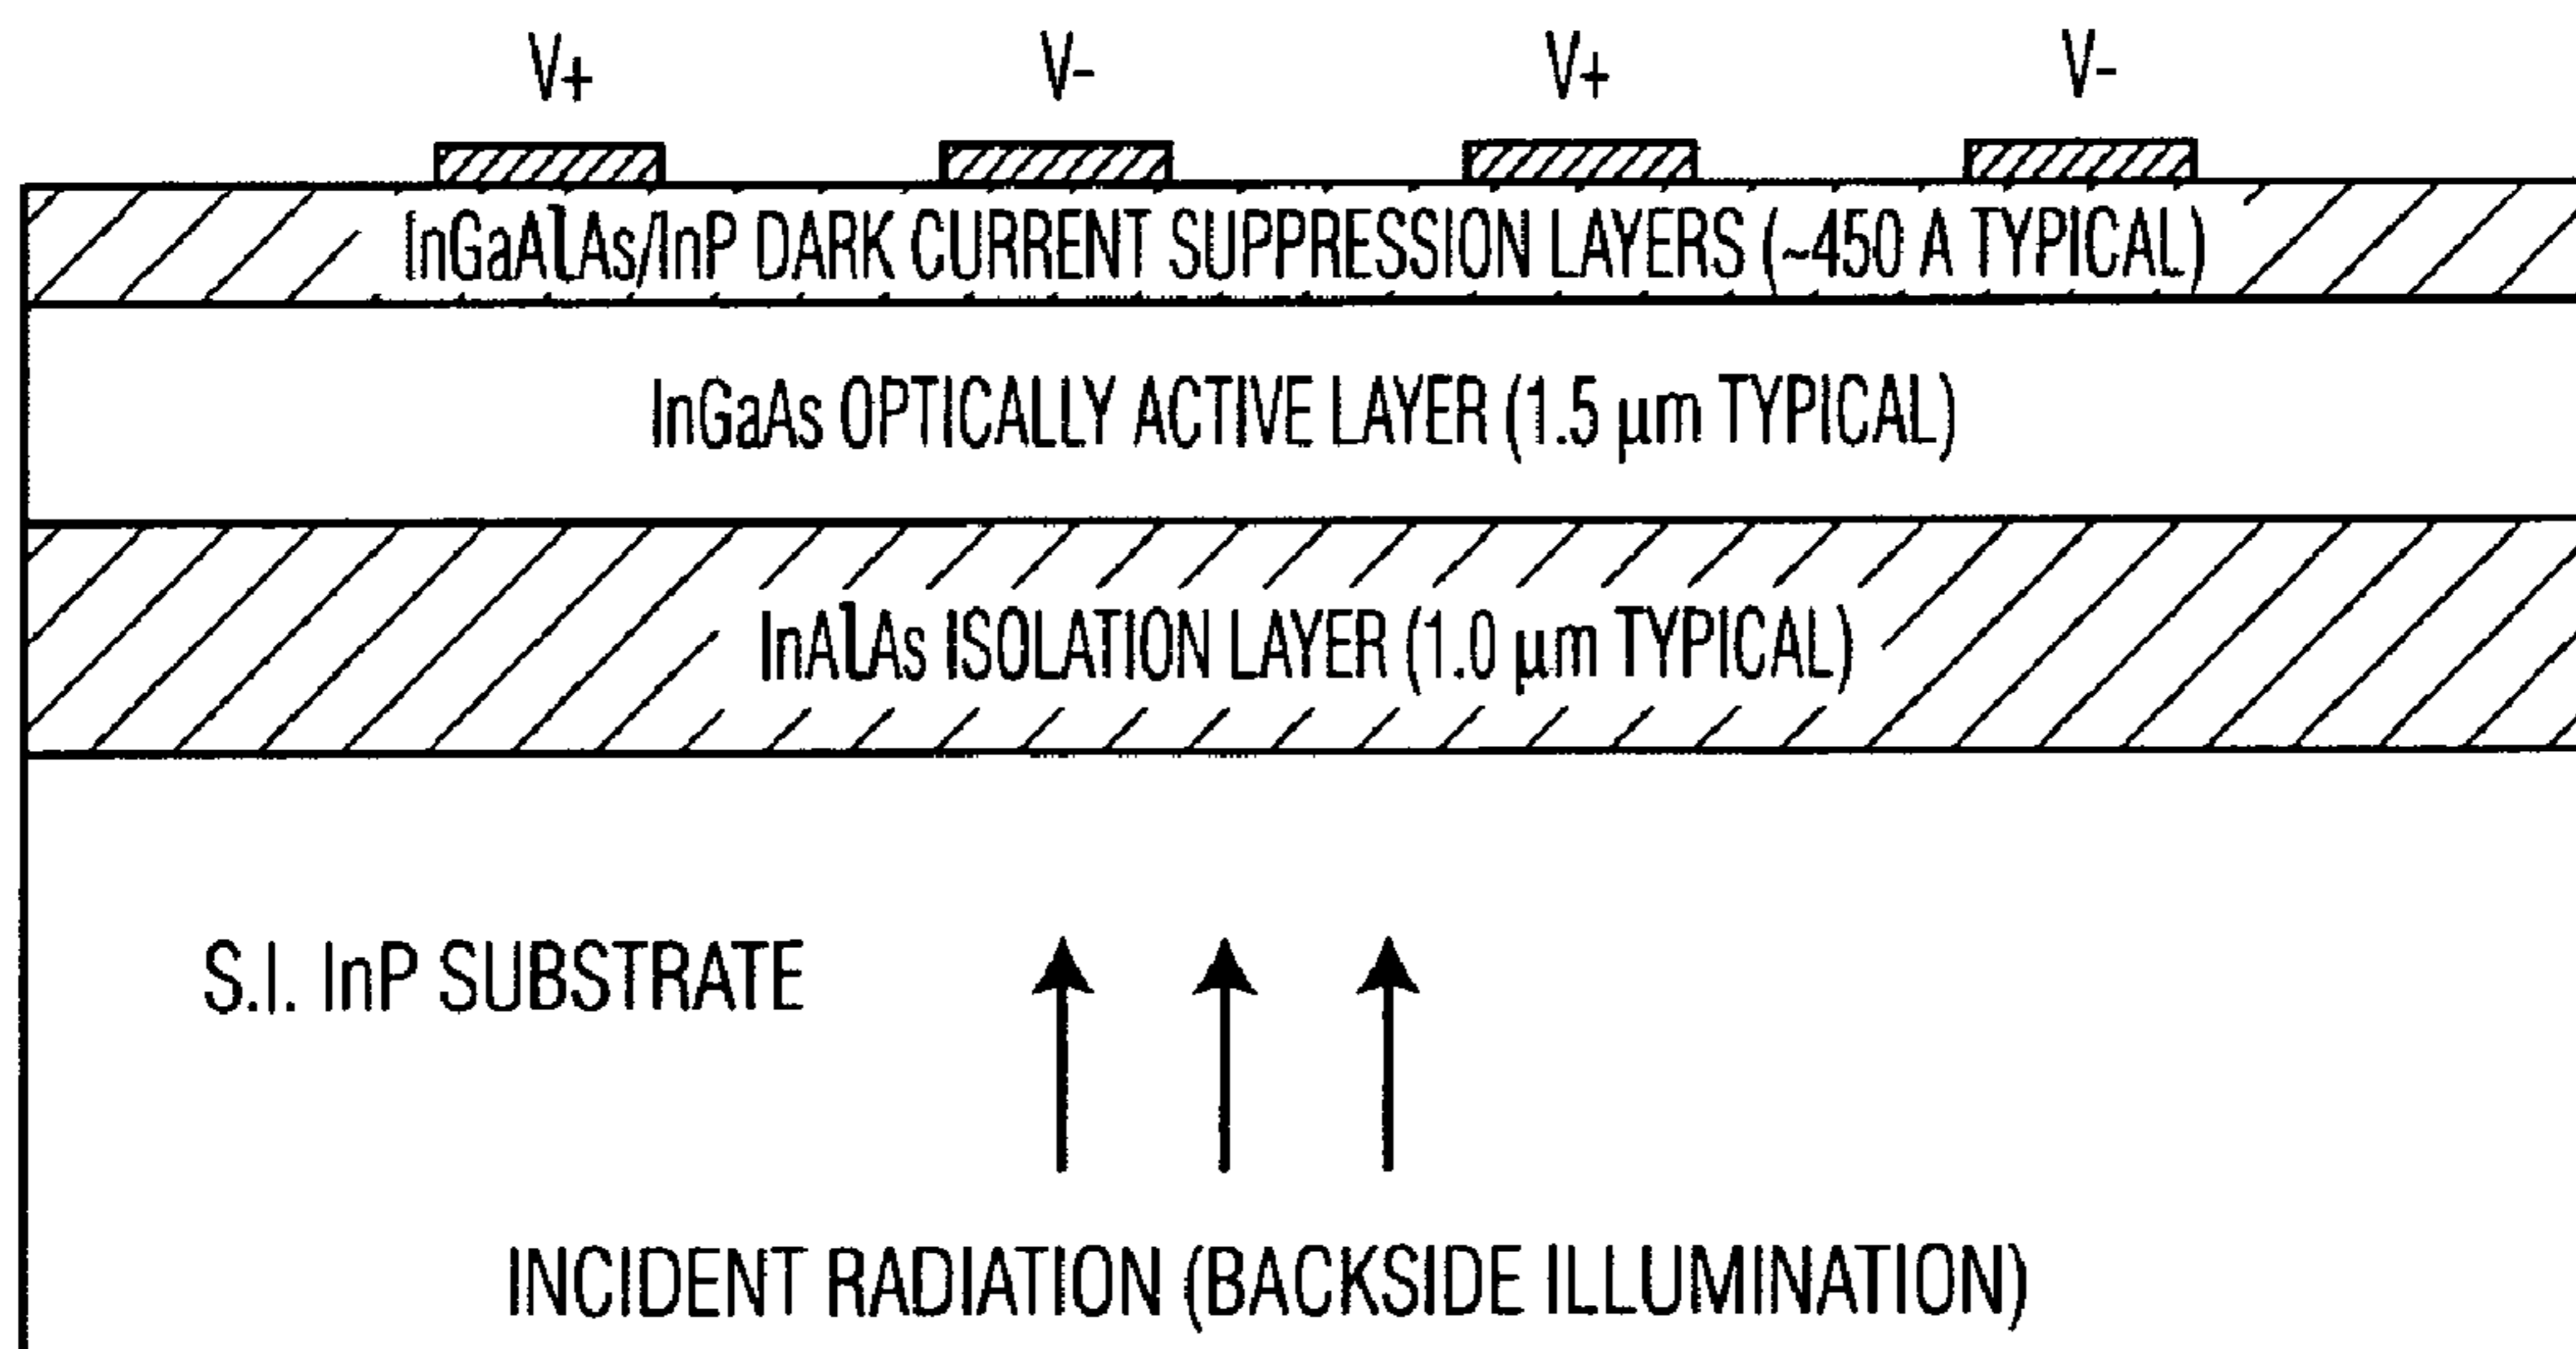 V+ V- V+ V-
InGaAlAs/InP DARK CURRENT SUPPRESSION LAYERS (~450 A TYPICAL)
InGaAs OPTICALLY ACTIVE LAYER (1.5 µm TYPICAL)
InAlAs ISOLATION LAYER (1.0 µm TYPICAL)
S.I. InP SUBSTRATE
INCIDENT RADIATION (BACKSIDE ILLUMINATION)